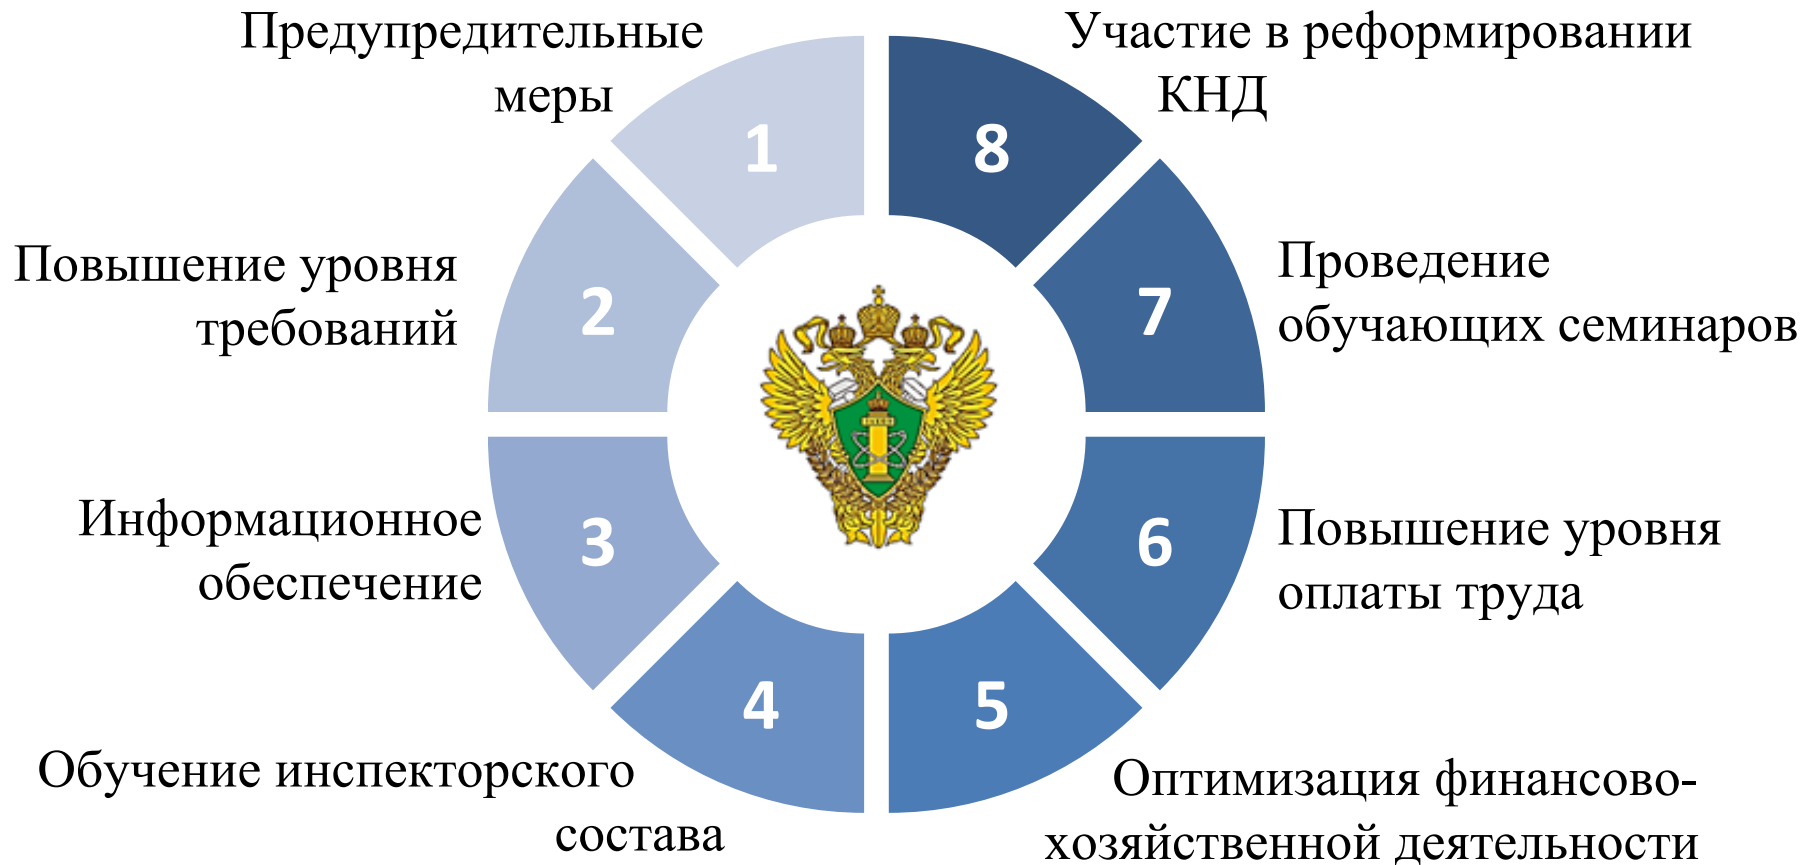 Предупредительные
меры
1
Повышение уровня
требований
2
Информационное
обеспечение
3
Обучение инспекторского
состава
4
5
Оптимизация финансово-
хозяйственной деятельности
6
Повышение уровня
оплаты труда
7
Проведение
обучающих семинаров
8
Участие в реформировании
КНД